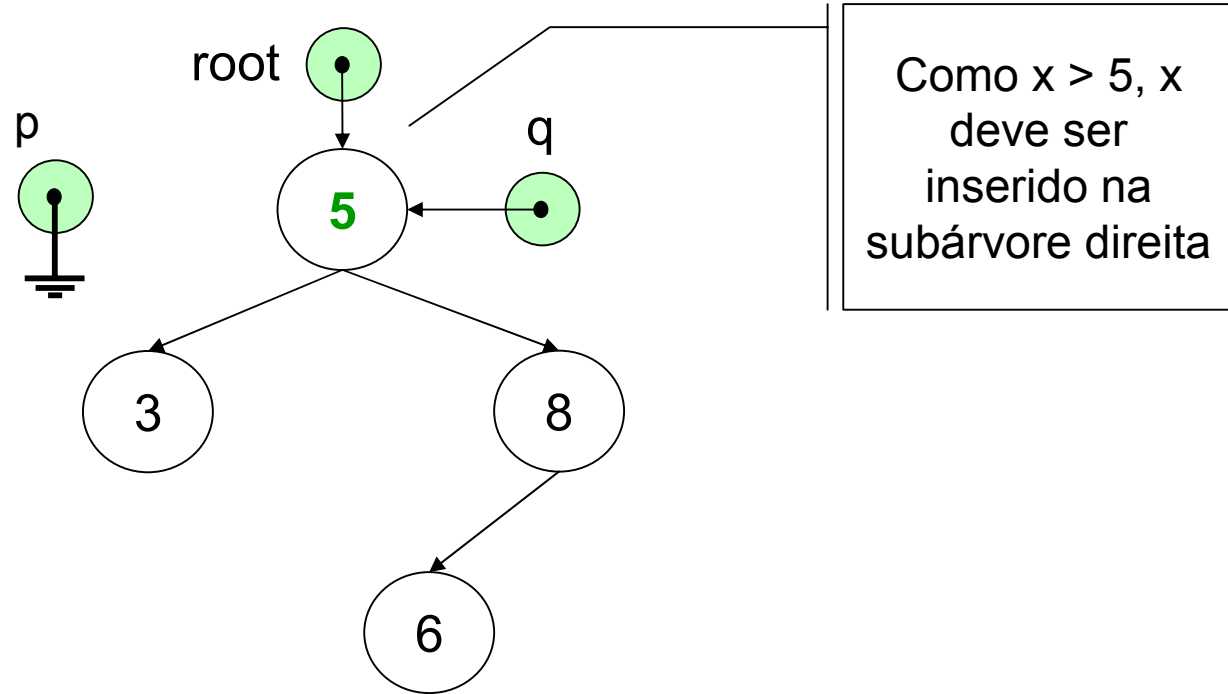 root
p
q
5
3
8
6
Como x > 5, x
deve ser
inserido na
subárvore direita